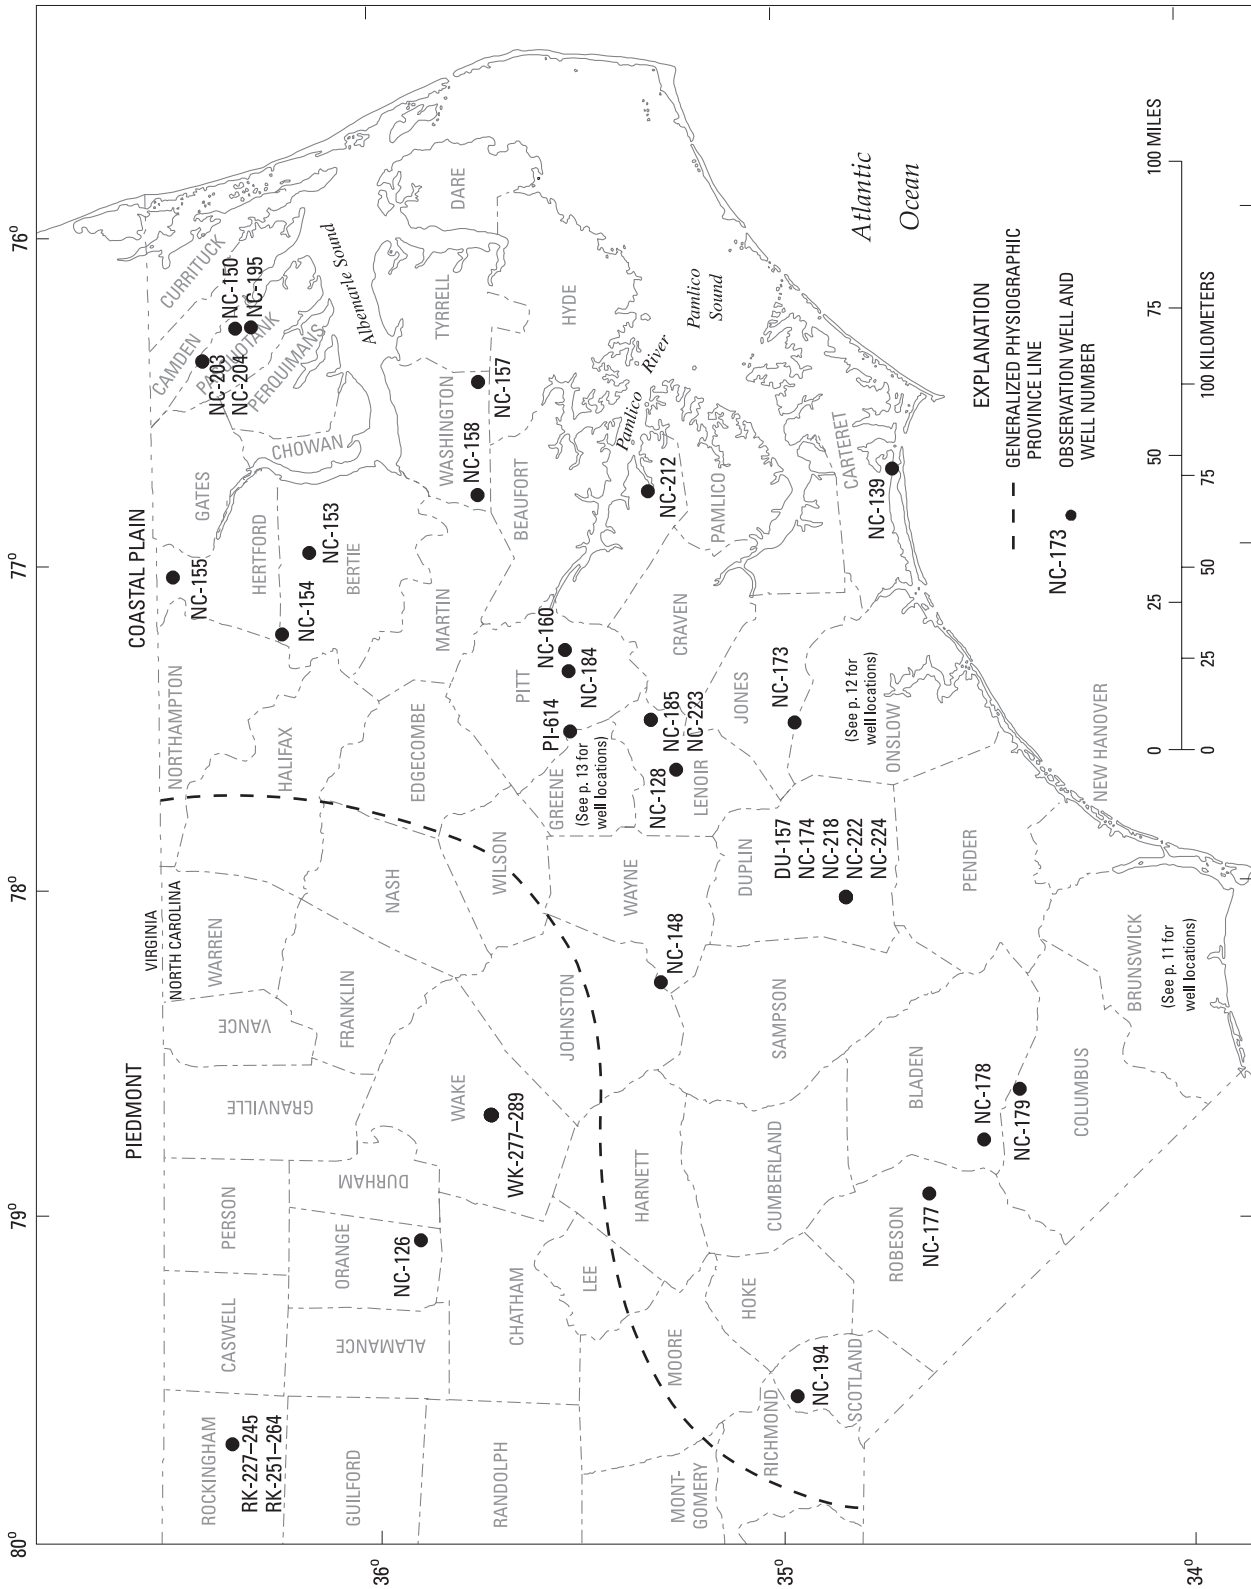 80°
79°
78°
77°
76°
36°
35°
34°
PIEDMONT
COASTAL PLAIN
VIRGINIA
NORTH CAROLINA
ROCKINGHAM
RK-227–245
RK-251–264
CASWELL
PERSON
GRANVILLE
VANCE
WARREN
NORTHAMPTON
NC-155
GATES
HERTFORD
NC-154
NC-153
BERTIE
CHOWAN
CAMDEN
CURRITUCK
PASQUOTANK
PERQUIMANS
NC-203
NC-204
NC-150
NC-195
Albemarle Sound
GUILFORD
ALAMANCE
ORANGE
NC-126
DURHAM
FRANKLIN
HALIFAX
NASH
EDGECOMBE
MARTIN
WASHINGTON
NC-158
NC-157
TYRRELL
DARE
RANDOLPH
CHATHAM
WAKE
WK-277–289
JOHNSTON
WILSON
PITT
PI-614
NC-160
NC-184
BEAUFORT
HYDE
GREENE
(See p. 13 for
well locations)
Pamlico
River
Pamlico
Sound
NC-212
PAMLICO
MONT-
GOMERY
MOORE
LEE
HARNETT
WAYNE
NC-148
NC-128
LENOIR
NC-185
NC-223
CRAVEN
JONES
NC-173
RICHMOND
SCOTLAND
NC-194
HOKE
CUMBERLAND
SAMPSON
DUPLIN
DU-157
NC-174
NC-218
NC-222
NC-224
ONSLOW
(See p. 12 for
well locations)
CARTERET
NC-139
Atlantic
Ocean
ROBESON
NC-177
BLADEN
NC-178
NC-179
COLUMBUS
PENDER
NEW HANOVER
BRUNSWICK
(See p. 11 for
well locations)
EXPLANATION
GENERALIZED PHYSIOGRAPHIC
PROVINCE LINE
NC-173
OBSERVATION WELL AND
WELL NUMBER
0 25 50 75 100 MILES
0 25 50 75 100 KILOMETERS